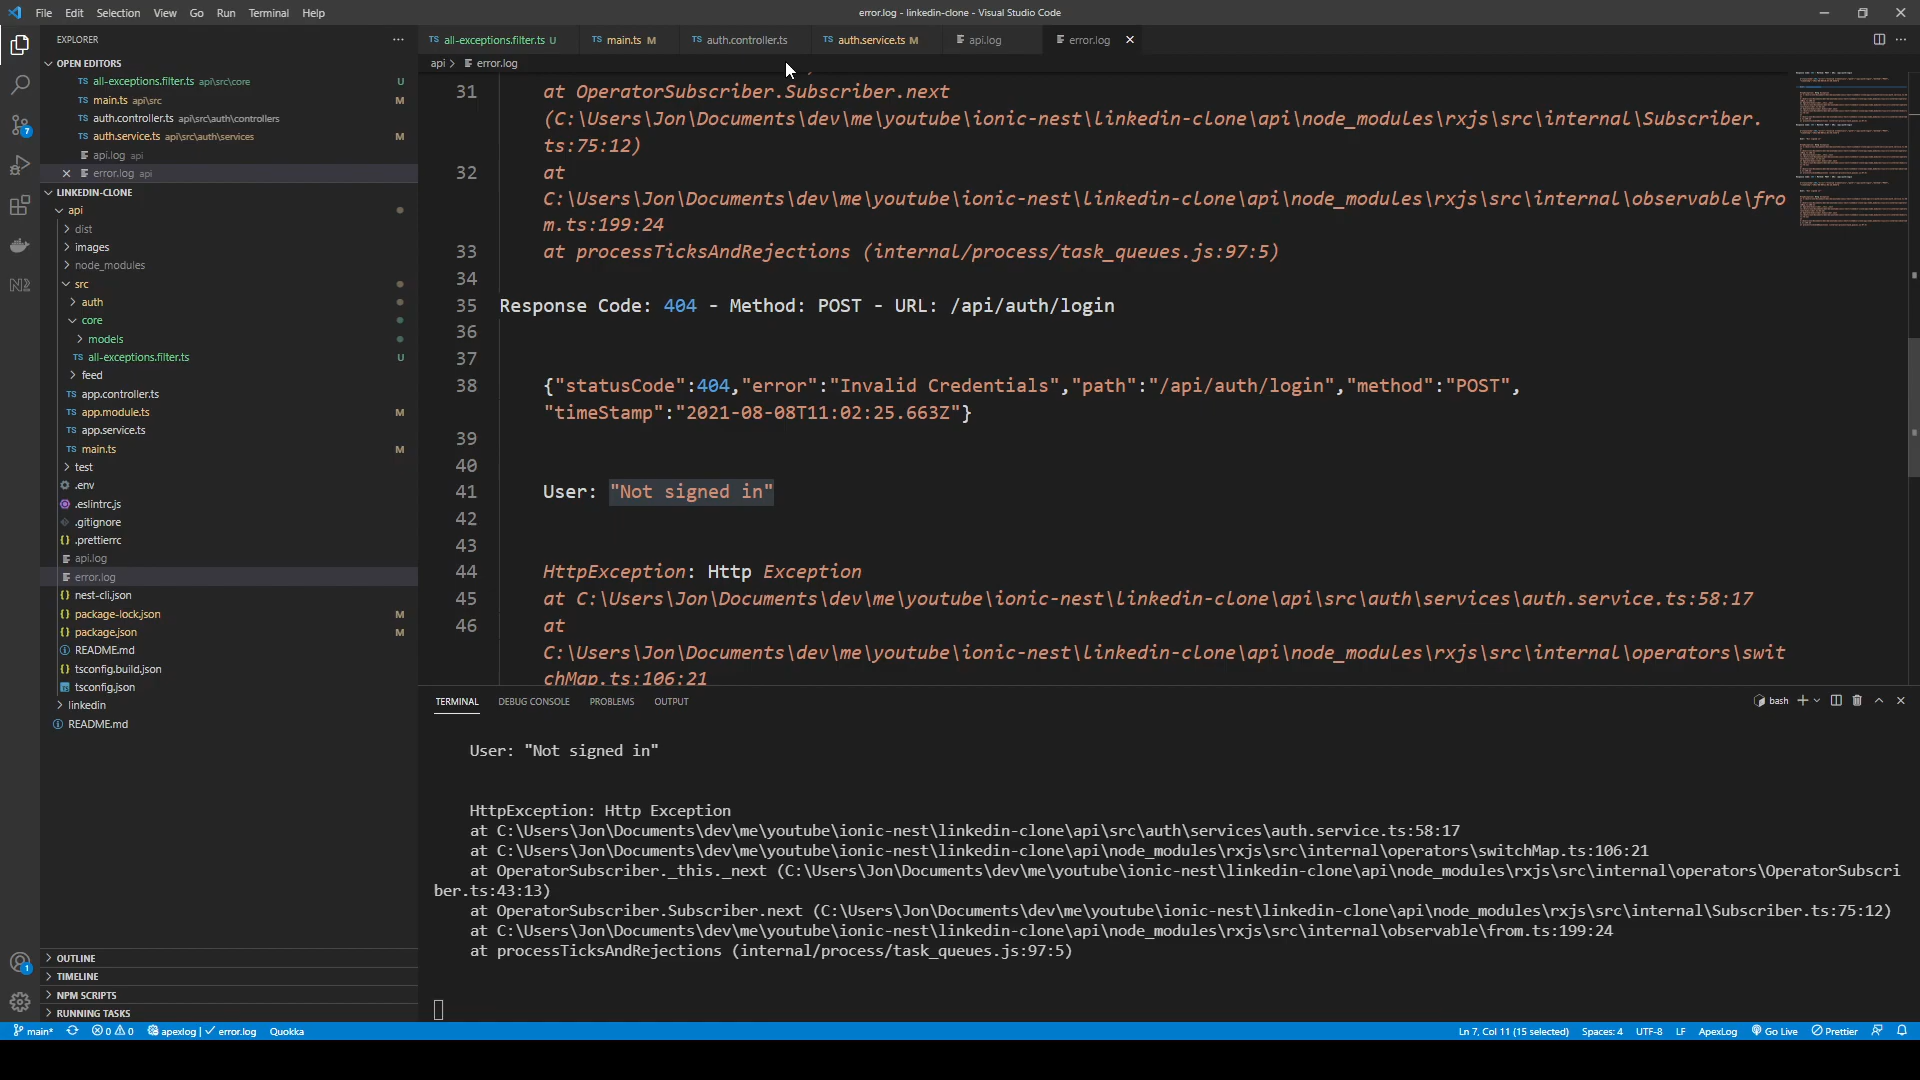 File Edit Selection View Go Run Terminal Help
error.log - linkedin-clone - Visual Studio Code
EXPLORER
OPEN EDITORS
TS all-exceptions.filter.ts api\src\core U
TS main.ts api\src M
TS auth.controller.ts api\src\auth\controllers
TS auth.service.ts api\src\auth\services M
api.log api
error.log api
LINKEDIN-CLONE
api
dist
images
node_modules
src
auth
core
models
TS all-exceptions.filter.ts U
feed
TS app.controller.ts
TS app.module.ts M
TS app.service.ts
TS main.ts M
test
.env
.eslintrc.js
.gitignore
{} .prettierrc
api.log
error.log
{} nest-cli.json
{} package-lock.json M
{} package.json M
README.md
{} tsconfig.build.json
tsconfig.json
linkedin
README.md
OUTLINE
TIMELINE
NPM SCRIPTS
RUNNING TASKS
7
1
TS all-exceptions.filter.ts U TS main.ts M TS auth.controller.ts TS auth.service.ts M api.log error.log
api > error.log
31 at OperatorSubscriber.Subscriber.next
(C:\Users\Jon\Documents\dev\me\youtube\ionic-nest\linkedin-clone\api\node_modules\rxjs\src\internal\Subscriber.
ts:75:12)
32 at
C:\Users\Jon\Documents\dev\me\youtube\ionic-nest\linkedin-clone\api\node_modules\rxjs\src\internal\observable\fro
m.ts:199:24
33 at processTicksAndRejections (internal/process/task_queues.js:97:5)
34
35 Response Code: 404 - Method: POST - URL: /api/auth/login
36
37
38 {"statusCode":404,"error":"Invalid Credentials","path":"/api/auth/login","method":"POST",
"timeStamp":"2021-08-08T11:02:25.663Z"}
39
40
41 User: "Not signed in"
42
43
44 HttpException: Http Exception
45 at C:\Users\Jon\Documents\dev\me\youtube\ionic-nest\linkedin-clone\api\src\auth\services\auth.service.ts:58:17
46 at
C:\Users\Jon\Documents\dev\me\youtube\ionic-nest\linkedin-clone\api\node_modules\rxjs\src\internal\operators\swit
chMap.ts:106:21
TERMINAL DEBUG CONSOLE PROBLEMS OUTPUT
bash
User: "Not signed in"
HttpException: Http Exception
at C:\Users\Jon\Documents\dev\me\youtube\ionic-nest\linkedin-clone\api\src\auth\services\auth.service.ts:58:17
at C:\Users\Jon\Documents\dev\me\youtube\ionic-nest\linkedin-clone\api\node_modules\rxjs\src\internal\operators\switchMap.ts:106:21
at OperatorSubscriber._this._next (C:\Users\Jon\Documents\dev\me\youtube\ionic-nest\linkedin-clone\api\node_modules\rxjs\src\internal\operators\OperatorSubscri
ber.ts:43:13)
at OperatorSubscriber.Subscriber.next (C:\Users\Jon\Documents\dev\me\youtube\ionic-nest\linkedin-clone\api\node_modules\rxjs\src\internal\Subscriber.ts:75:12)
at C:\Users\Jon\Documents\dev\me\youtube\ionic-nest\linkedin-clone\api\node_modules\rxjs\src\internal\observable\from.ts:199:24
at processTicksAndRejections (internal/process/task_queues.js:97:5)
main* 0 0 apexlog | error.log Quokka
Ln 7, Col 11 (15 selected) Spaces: 4 UTF-8 LF ApexLog Go Live Prettier